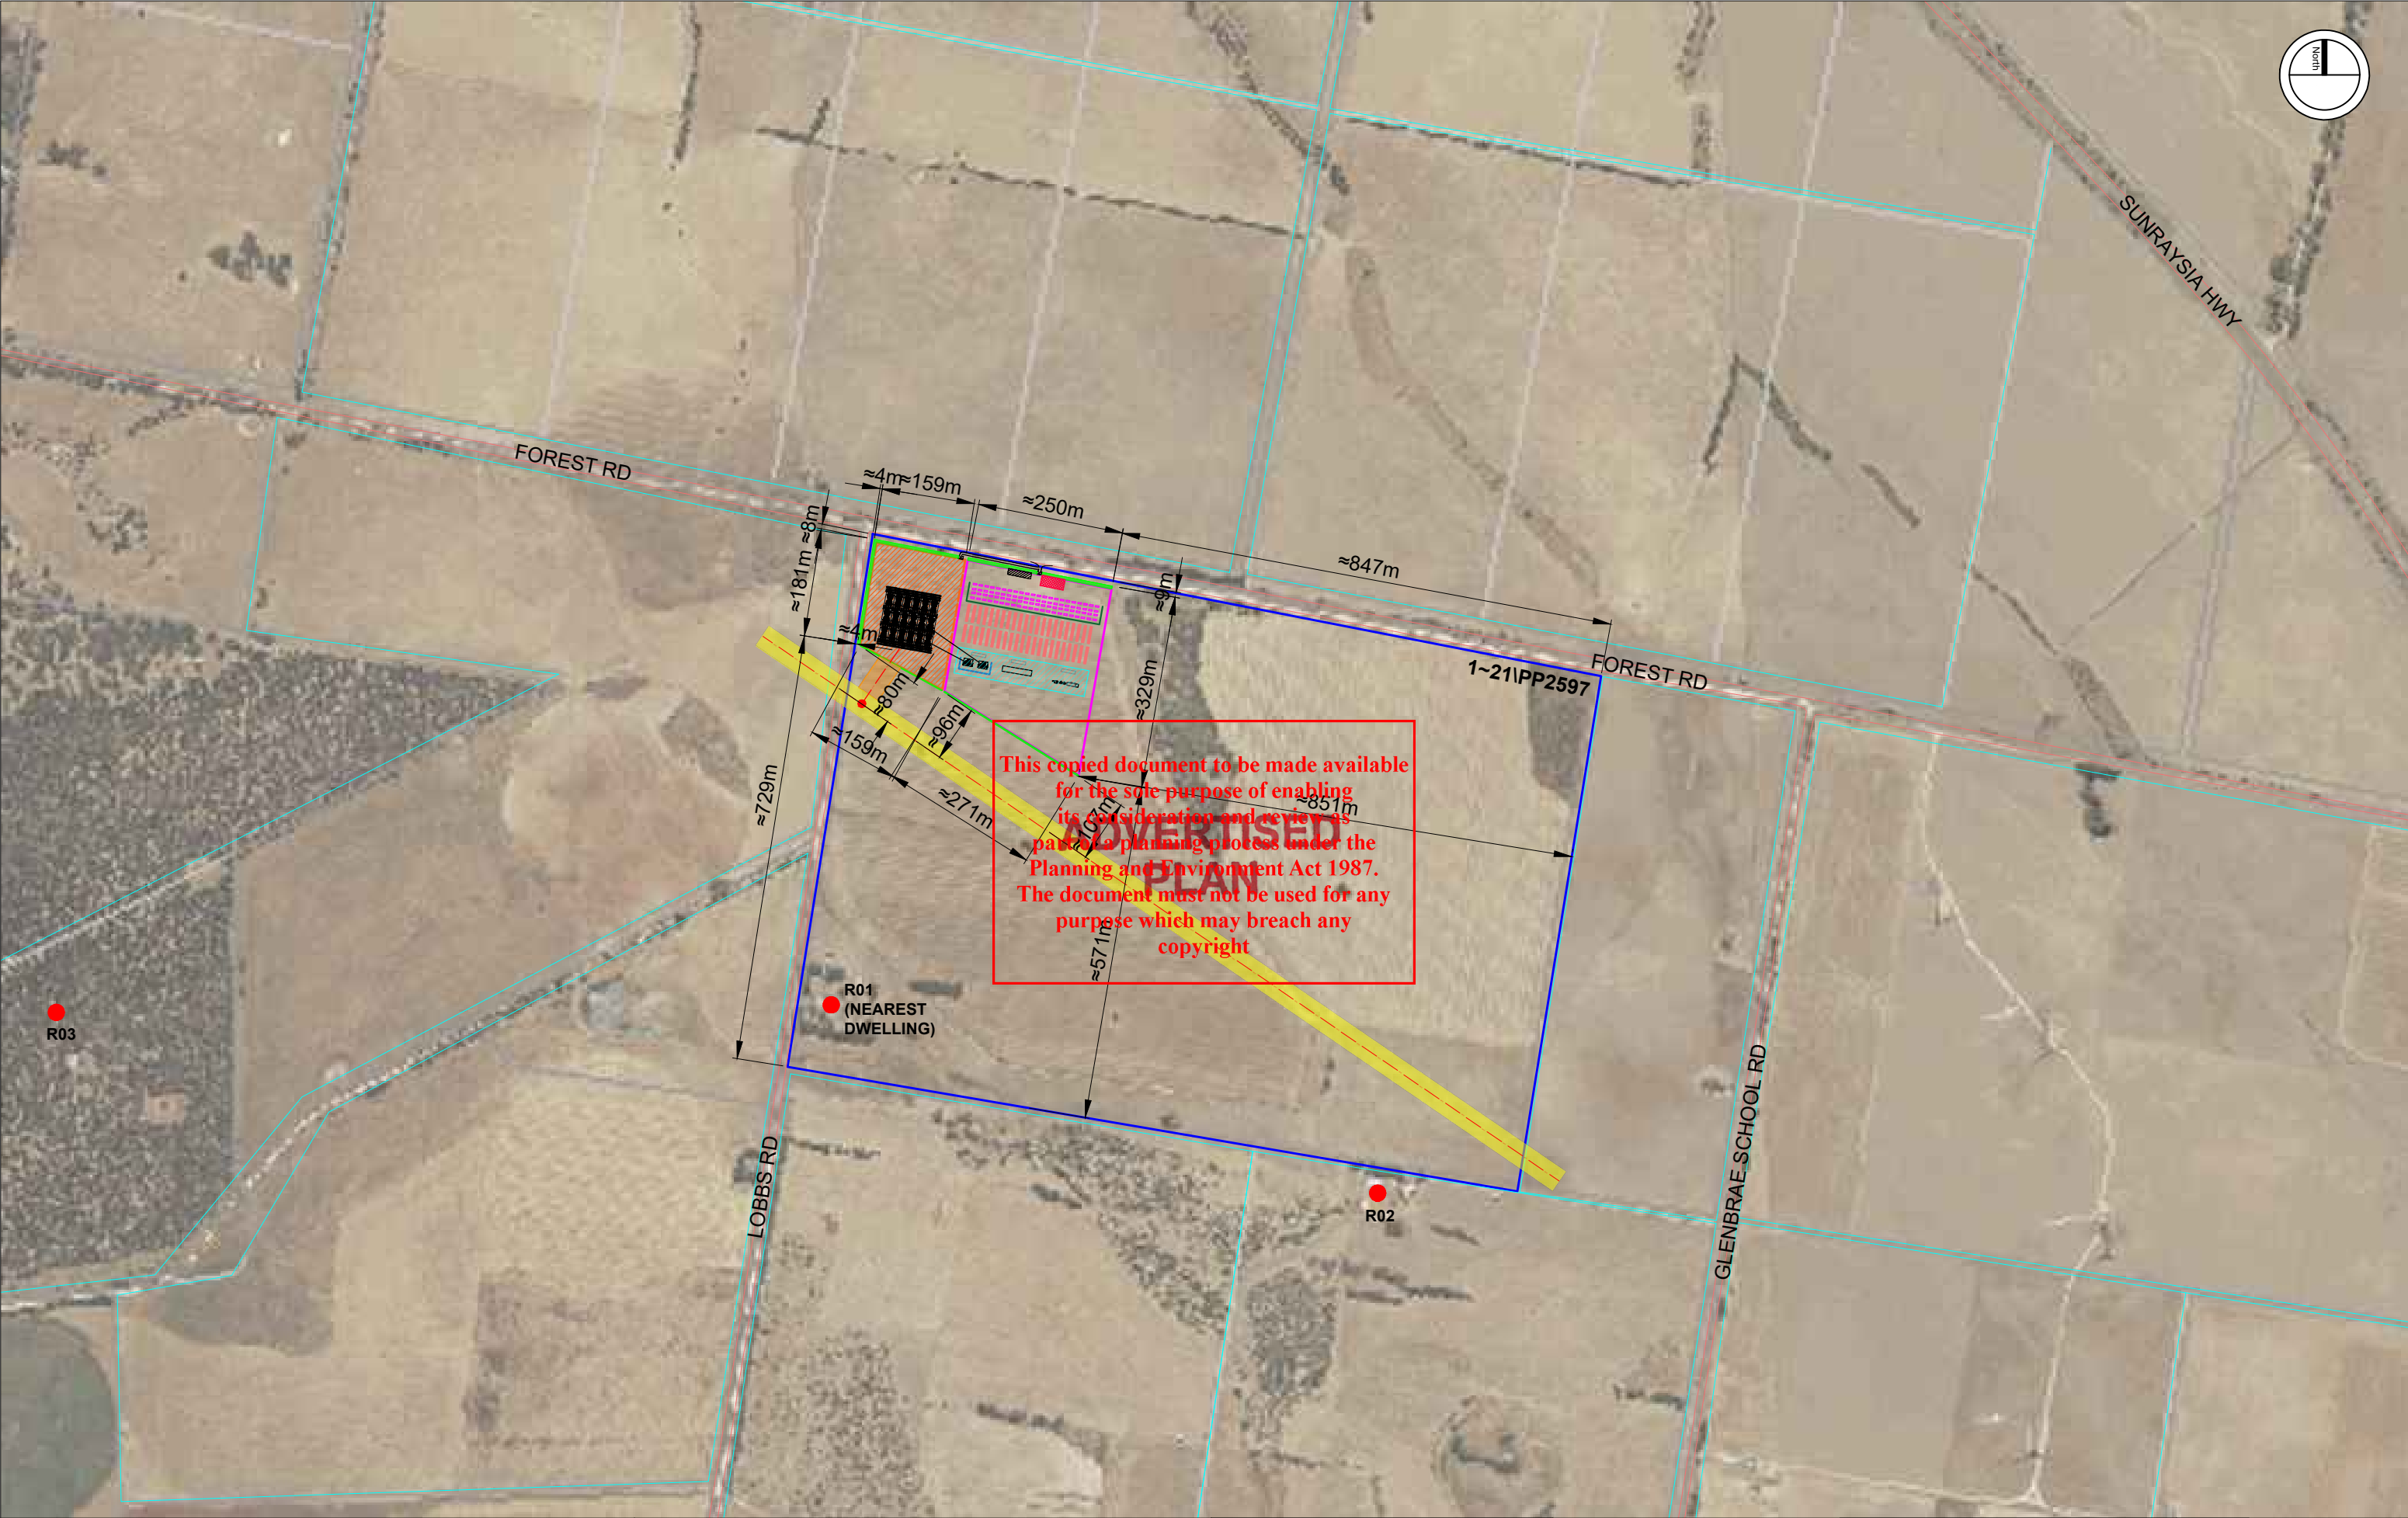 North
SUNRAYSIA HWY
FOREST RD
≈4m
≈159m
≈250m
≈847m
≈8m
≈181m
≈4m
≈9m
≈329m
FOREST RD
1~21\PP2597
≈80m
≈96m
≈159m
≈271m
≈107m
≈851m
≈729m
≈571m
This copied document to be made available
for the sole purpose of enabling
its consideration and review as
part of a planning process under the
Planning and Environment Act 1987.
The document must not be used for any
purpose which may breach any
copyright
ADVERTISED
PLAN
R01
(NEAREST
DWELLING)
R03
R02
LOBBS RD
GLENBRAE SCHOOL RD